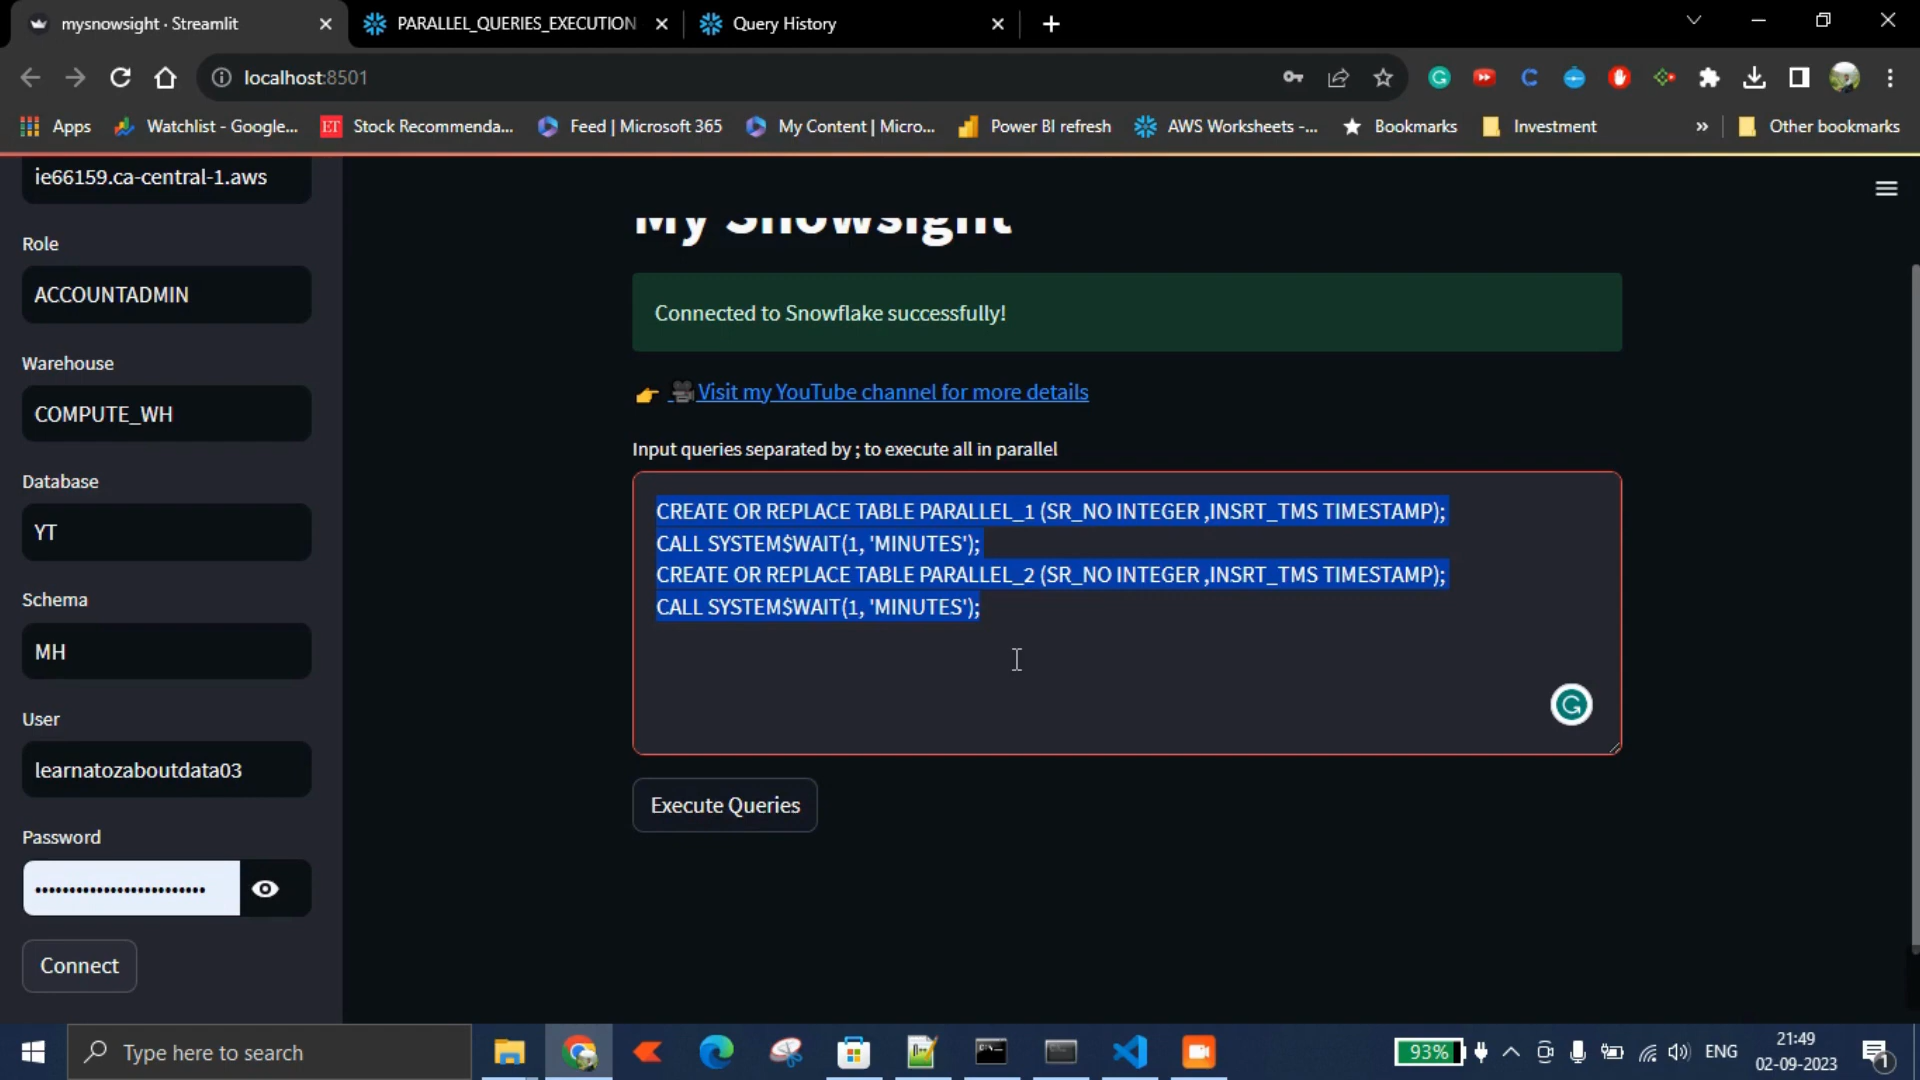 mysnowsight · Streamlit
PARALLEL_QUERIES_EXECUTION
Query History
localhost:8501
Apps
Watchlist - Google...
ET
Stock Recommenda...
Feed | Microsoft 365
My Content | Micro...
Power BI refresh
AWS Worksheets -...
Bookmarks
Investment
»
Other bookmarks
ie66159.ca-central-1.aws
Role
ACCOUNTADMIN
Warehouse
COMPUTE_WH
Database
YT
Schema
MH
User
learnatozaboutdata03
Password
Connect
My Snowsight
Connected to Snowflake successfully!
Visit my YouTube channel for more details
Input queries separated by ; to execute all in parallel
CREATE OR REPLACE TABLE PARALLEL_1 (SR_NO INTEGER ,INSRT_TMS TIMESTAMP);
CALL SYSTEM$WAIT(1, 'MINUTES');
CREATE OR REPLACE TABLE PARALLEL_2 (SR_NO INTEGER ,INSRT_TMS TIMESTAMP);
CALL SYSTEM$WAIT(1, 'MINUTES');
Execute Queries
Type here to search
93%
ENG
21:49
02-09-2023
1